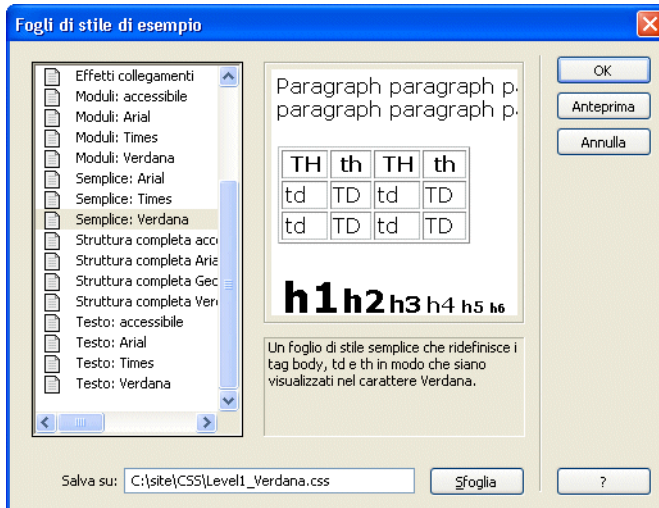 Fogli di stile di esempio
Effetti collegamenti
Moduli: accessibile
Moduli: Arial
Moduli: Times
Moduli: Verdana
Semplice: Arial
Semplice: Times
Semplice: Verdana
Struttura completa acc
Struttura completa Aria
Struttura completa Geo
Struttura completa Ver
Testo: accessibile
Testo: Arial
Testo: Times
Testo: Verdana
Paragraph paragraph p
paragraph paragraph p
TH th TH th
td TD td TD
td TD td TD
h1 h2 h3 h4 h5 h6
Un foglio di stile semplice che ridefinisce i
tag body, td e th in modo che siano
visualizzati nel carattere Verdana.
OK
Anteprima
Annulla
Salva su: C:\site\CSS\Level1_Verdana.css
Sfoglia
?